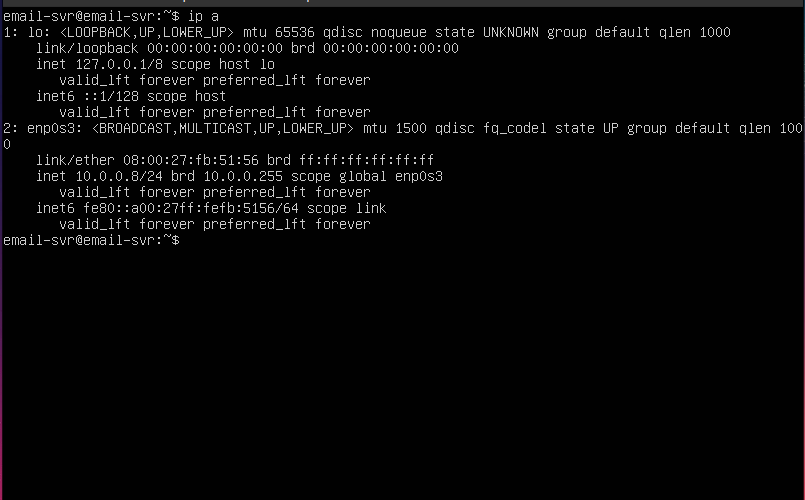 email-svr@email-svr:~$ ip a
1: lo: <LOOPBACK,UP,LOWER_UP> mtu 65536 qdisc noqueue state UNKNOWN group default qlen 1000
    link/loopback 00:00:00:00:00:00 brd 00:00:00:00:00:00
    inet 127.0.0.1/8 scope host lo
       valid_lft forever preferred_lft forever
    inet6 ::1/128 scope host
       valid_lft forever preferred_lft forever
2: enp0s3: <BROADCAST,MULTICAST,UP,LOWER_UP> mtu 1500 qdisc fq_codel state UP group default qlen 100
0
    link/ether 08:00:27:fb:51:56 brd ff:ff:ff:ff:ff:ff
    inet 10.0.0.8/24 brd 10.0.0.255 scope global enp0s3
       valid_lft forever preferred_lft forever
    inet6 fe80::a00:27ff:fefb:5156/64 scope link
       valid_lft forever preferred_lft forever
email-svr@email-svr:~$